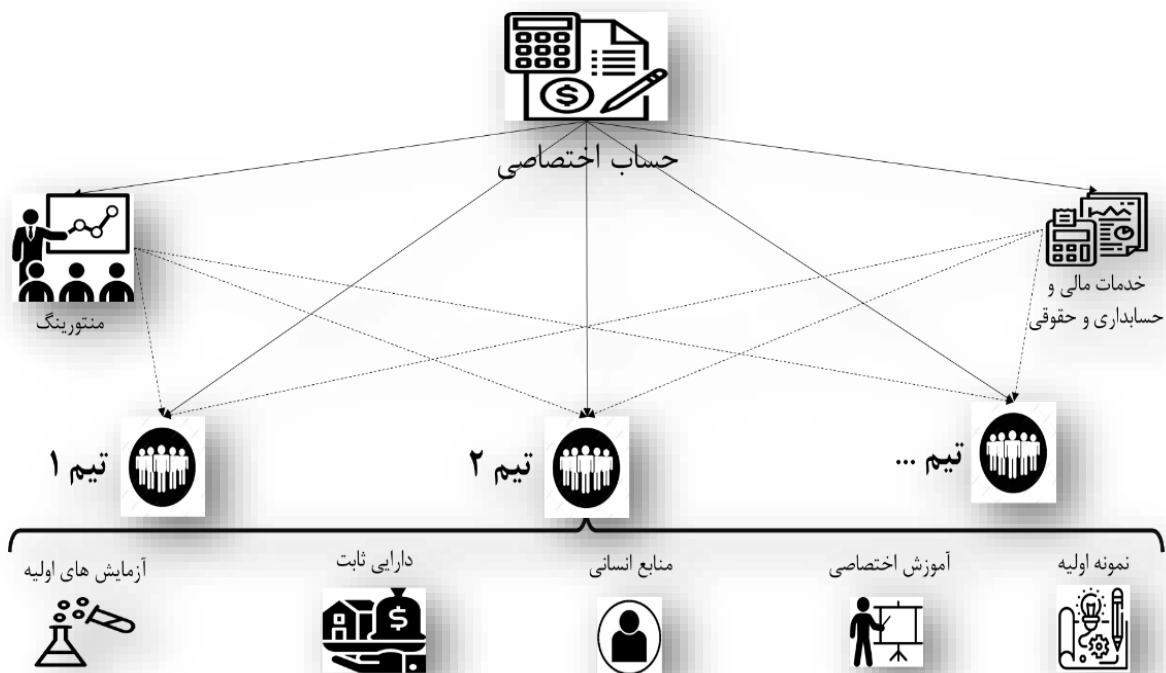 حساب اختصاصی
خدمات مالی و
حسابداری و حقوقی
منتورینگ
تیم ...
تیم ۲
تیم ۱
نمونه اولیه
آموزش اختصاصی
منابع انسانی
دارایی ثابت
آزمایش های اولیه